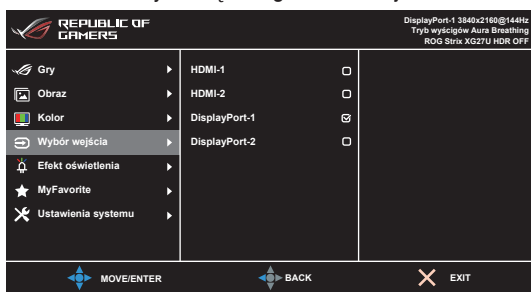 REPUBLIC OF
GAMERS
DisplayPort-1 3840x2160@144Hz
Tryb wyścigów Aura Breathing
ROG Strix XG27U HDR OFF
Gry
HDMI-1
Obraz
HDMI-2
Kolor
DisplayPort-1
Wybór wejścia
DisplayPort-2
Efekt oświetlenia
MyFavorite
Ustawienia systemu
MOVE/ENTER
BACK
EXIT